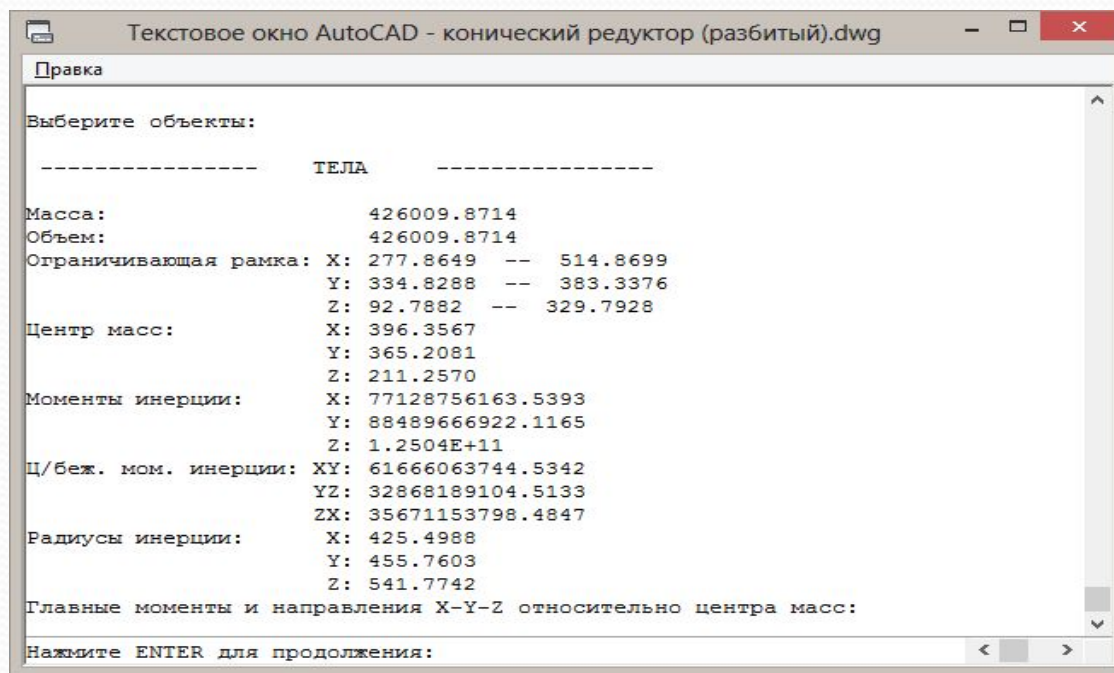 Текстовое окно AutoCAD - конический редуктор (разбитый).dwg
Правка
Выберите объекты:
---------------- ТЕЛА ----------------
Масса: 426009.8714
Объем: 426009.8714
Ограничивающая рамка: X: 277.8649 -- 514.8699
Y: 334.8288 -- 383.3376
Z: 92.7882 -- 329.7928
Центр масс: X: 396.3567
Y: 365.2081
Z: 211.2570
Моменты инерции: X: 77128756163.5393
Y: 88489666922.1165
Z: 1.2504E+11
Ц/беж. мом. инерции: XY: 61666063744.5342
YZ: 32868189104.5133
ZX: 35671153798.4847
Радиусы инерции: X: 425.4988
Y: 455.7603
Z: 541.7742
Главные моменты и направления X-Y-Z относительно центра масс:
Нажмите ENTER для продолжения: